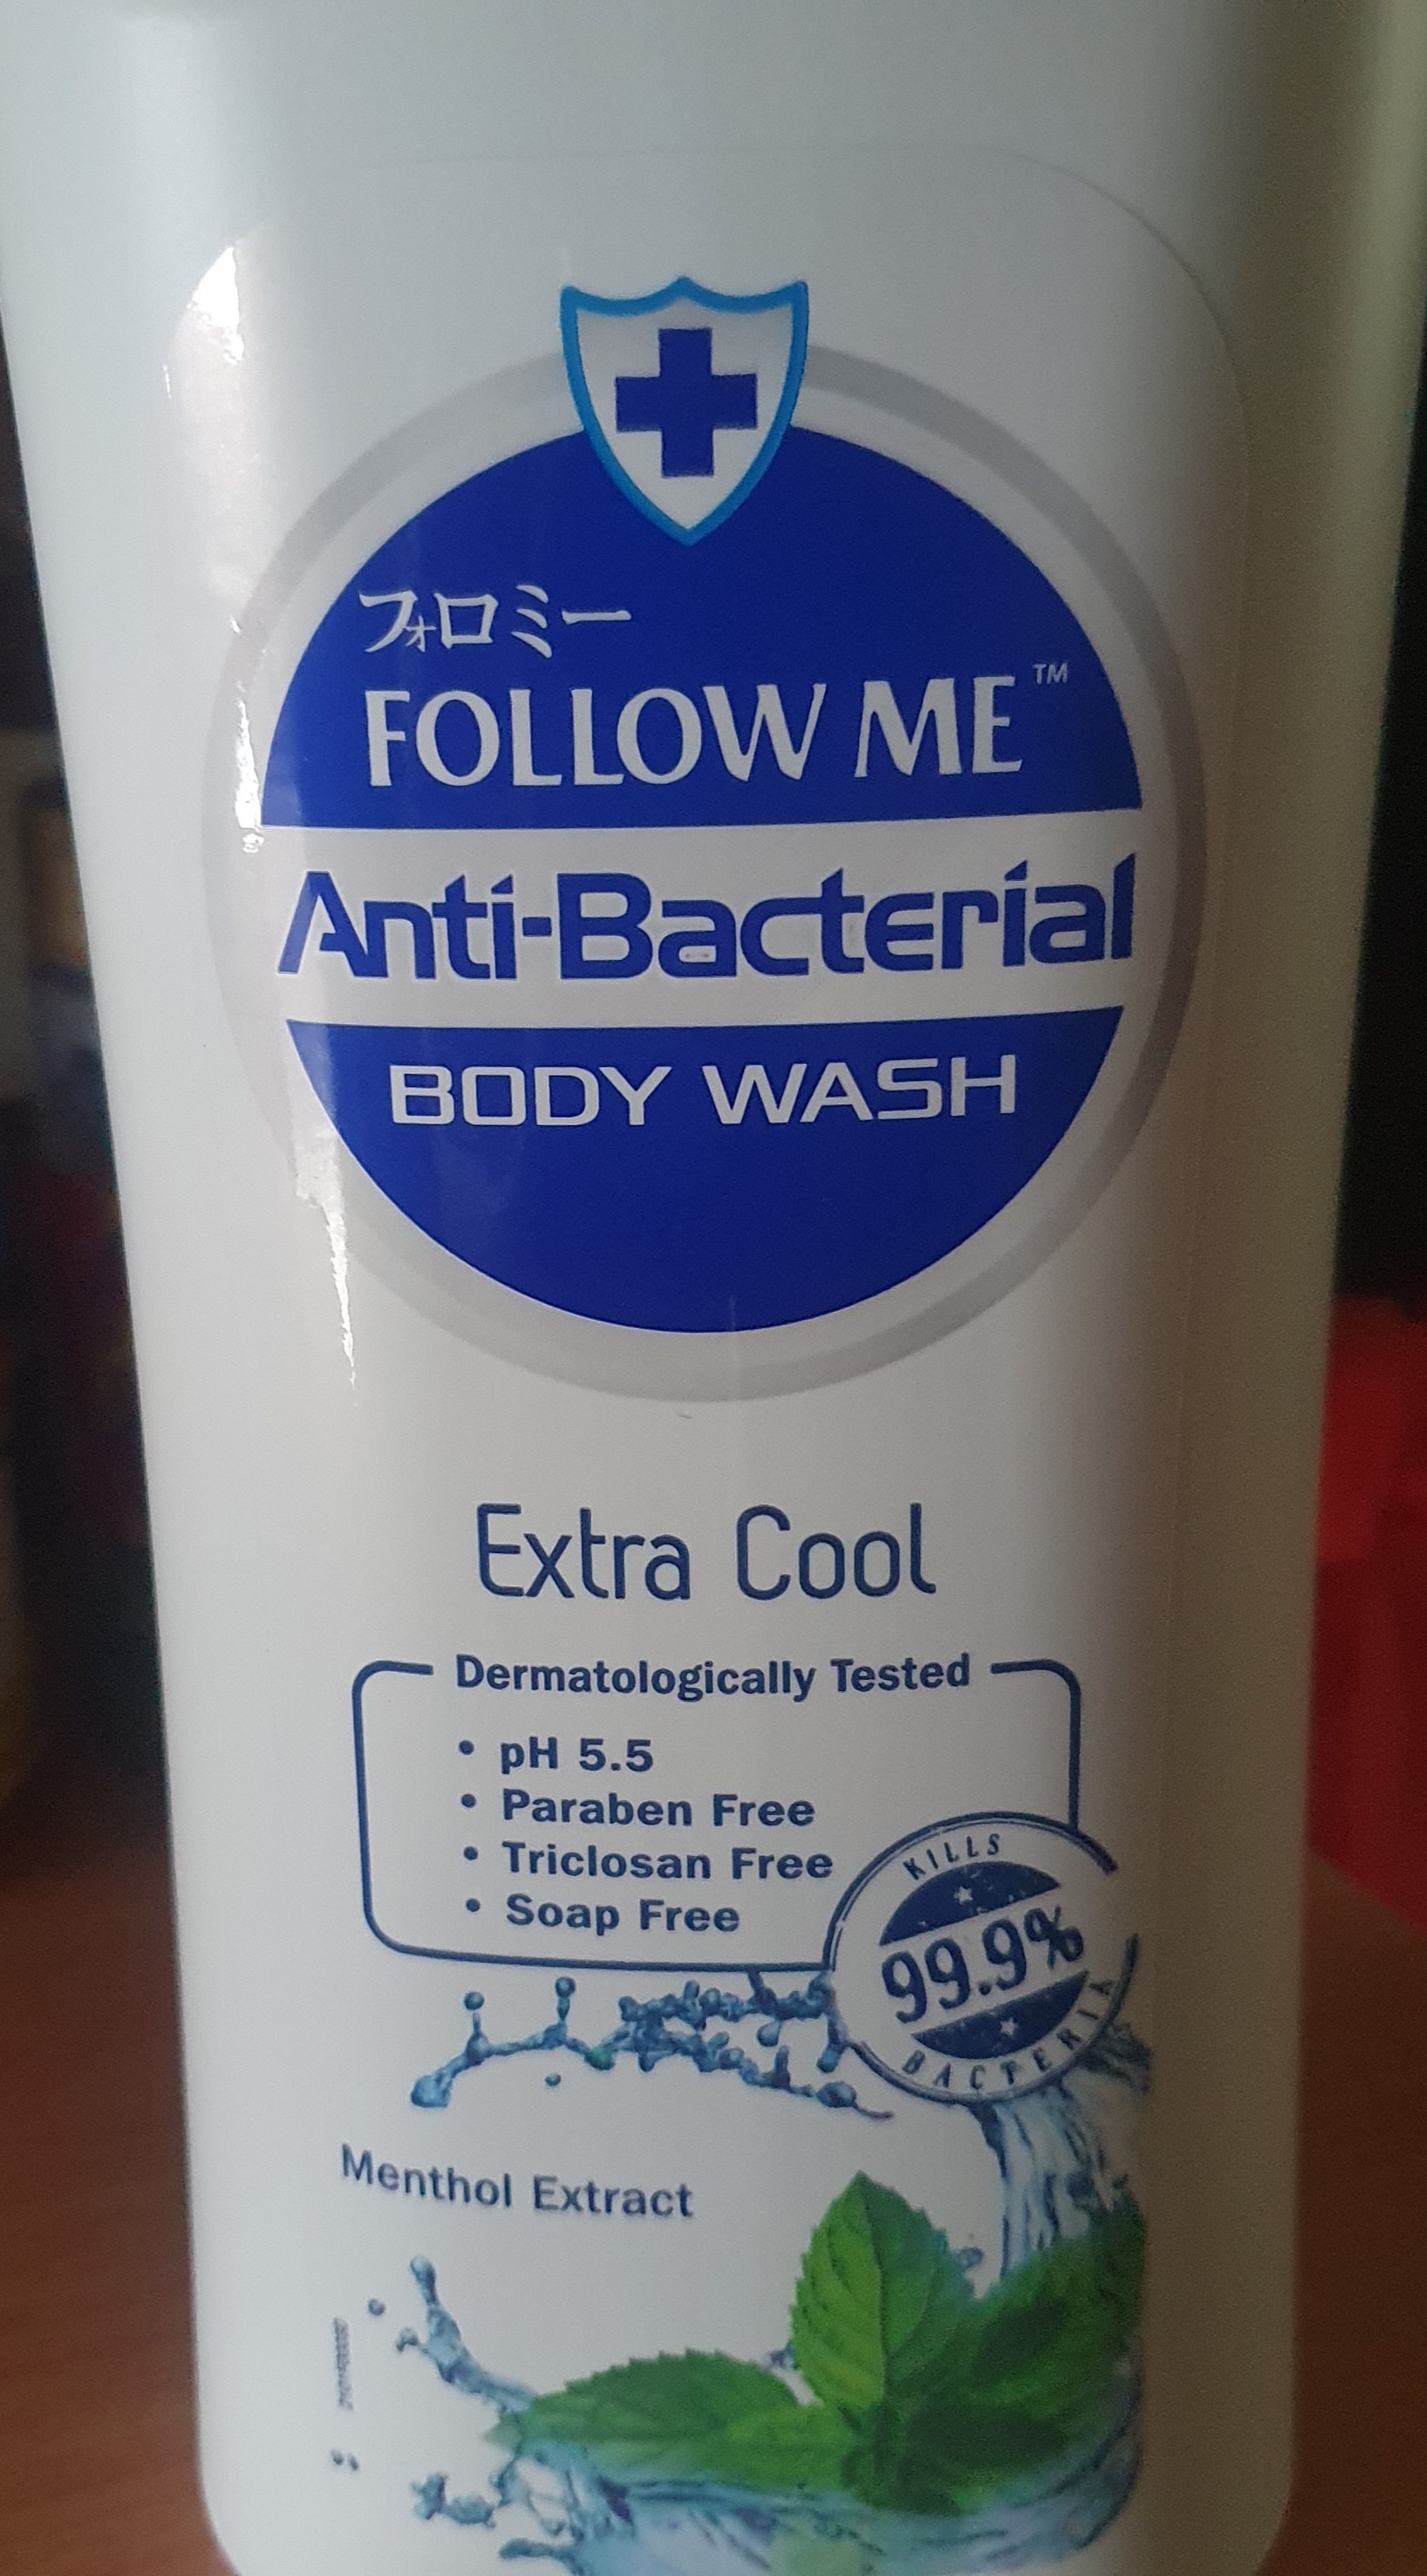 フォロミー
FOLLOW ME™
Anti-Bacterial
BODY WASH
Extra Cool
Dermatologically Tested
• pH 5.5
• Paraben Free
• Triclosan Free
• Soap Free
KILLS
99.9%
BACTERIA
Menthol Extract